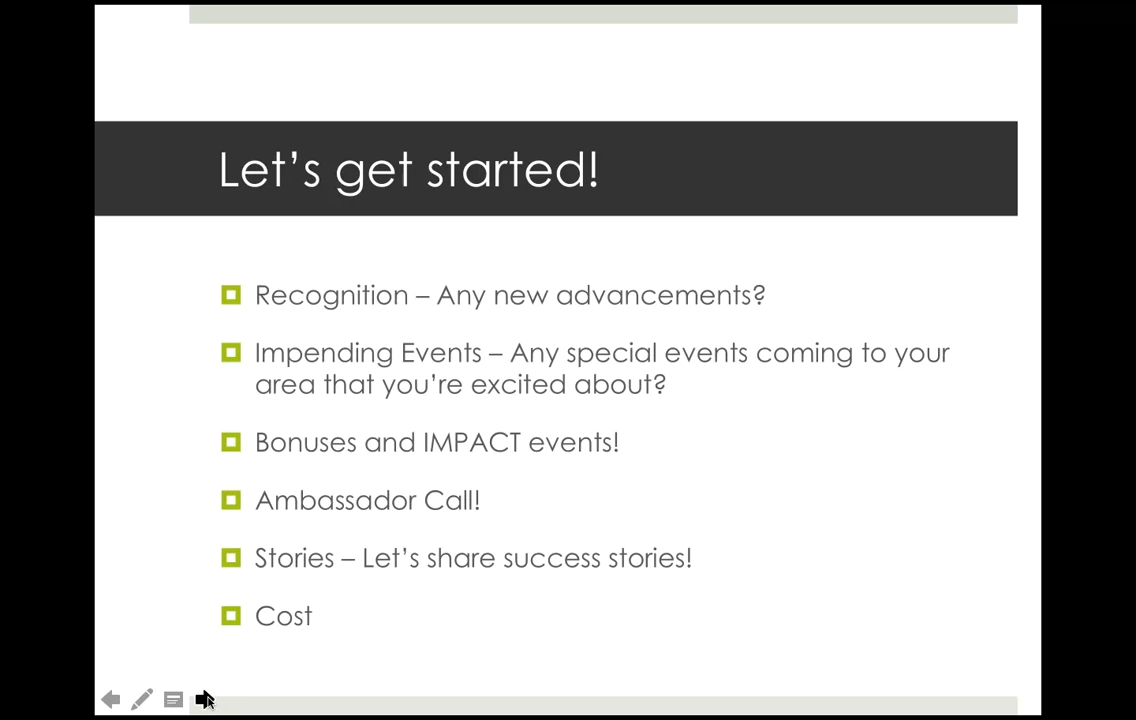 Let’s get started!
Recognition – Any new advancements?
Impending Events – Any special events coming to your
area that you’re excited about?
Bonuses and IMPACT events!
Ambassador Call!
Stories – Let’s share success stories!
Cost